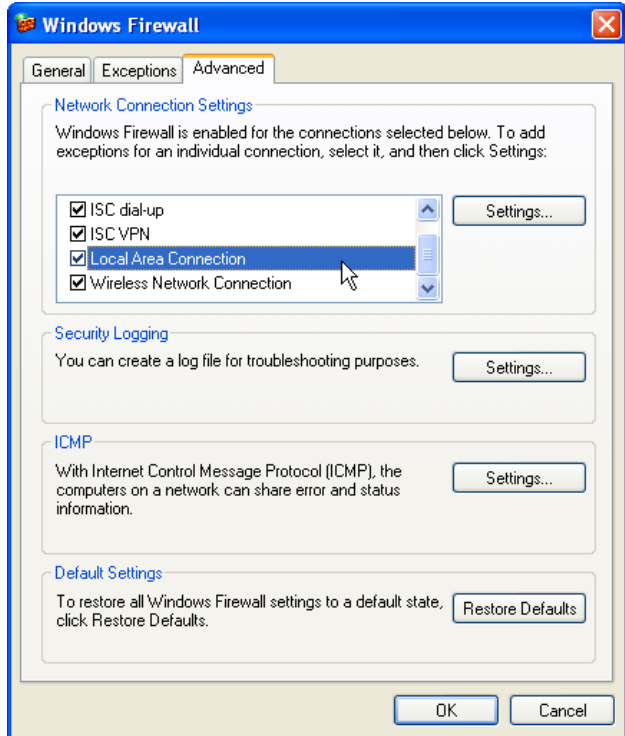 Windows Firewall
General Exceptions Advanced
Network Connection Settings
Windows Firewall is enabled for the connections selected below. To add
exceptions for an individual connection, select it, and then click Settings:
ISC dial-up
Settings...
ISC VPN
Local Area Connection
Wireless Network Connection
Security Logging
You can create a log file for troubleshooting purposes.
Settings...
ICMP
With Internet Control Message Protocol (ICMP), the
computers on a network can share error and status
information.
Settings...
Default Settings
To restore all Windows Firewall settings to a default state,
click Restore Defaults.
Restore Defaults
OK Cancel